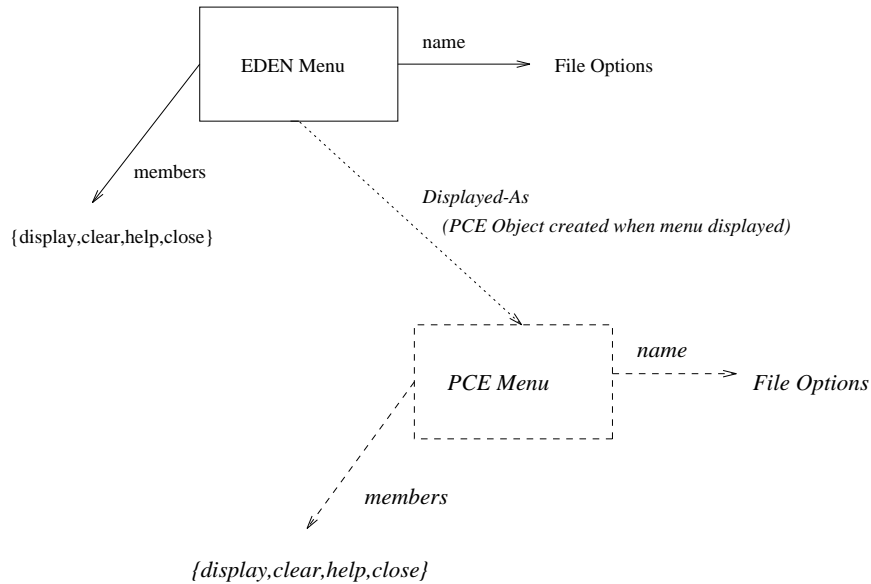 name
EDEN Menu
File Options
members
Displayed-As
(PCE Object created when menu displayed)
{display,clear,help,close}
name
PCE Menu
File Options
members
{display,clear,help,close}